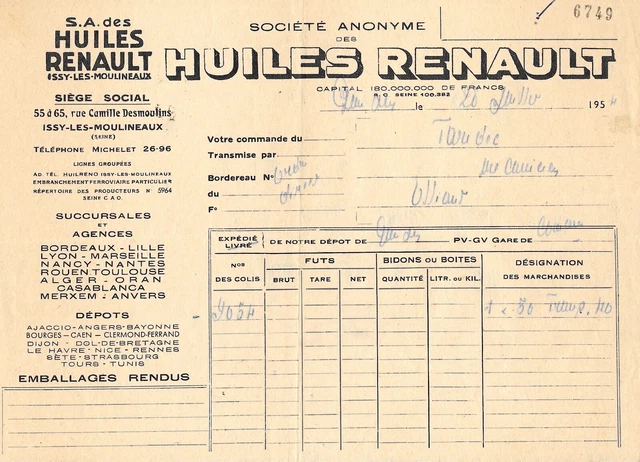 6749
S.A. des
HUILES
RENAULT
ISSY-LES-MOULINEAUX
SOCIÉTÉ ANONYME
DES
HUILES RENAULT
CAPITAL 180.000.000 DE FRANCS
R. C. SEINE 100.392
le 20 195
SIÈGE SOCIAL
55 à 65, rue Camille Desmoulins
ISSY-LES-MOULINEAUX
(SEINE)
TÉLÉPHONE MICHELET 26-96
LIGNES GROUPÉES
AD. TÉL. HUILRENO ISSY-LES-MOULINEAUX
EMBRANCHEMENT FERROVIAIRE PARTICULIER
RÉPERTOIRE DES PRODUCTEURS N° 5964
SEINE C.A.O.
Votre commande du
Transmise par
Bordereau N°
du
F°
SUCCURSALES
ET
AGENCES
BORDEAUX - LILLE
LYON - MARSEILLE
NANCY - NANTES
ROUEN. TOULOUSE
ALGER - ORAN
CASABLANCA
MERXEM - ANVERS
DÉPOTS
AJACCIO-ANGERS-BAYONNE
BOURGES-CAEN-CLERMOND-FERRAND
DIJON - DOL-DE-BRETAGNE
LE HAVRE - NICE - RENNES
SÈTE - STRASBOURG
TOURS - TUNIS
EMBALLAGES RENDUS
EXPÉDIÉ
LIVRÉ
DE NOTRE DÉPOT DE
PV-GV GARE DE
Nos
DES COLIS
FUTS
BRUT
TARE
NET
BIDONS OU BOITES
QUANTITÉ
LITR. OU KIL.
DÉSIGNATION
DES MARCHANDISES